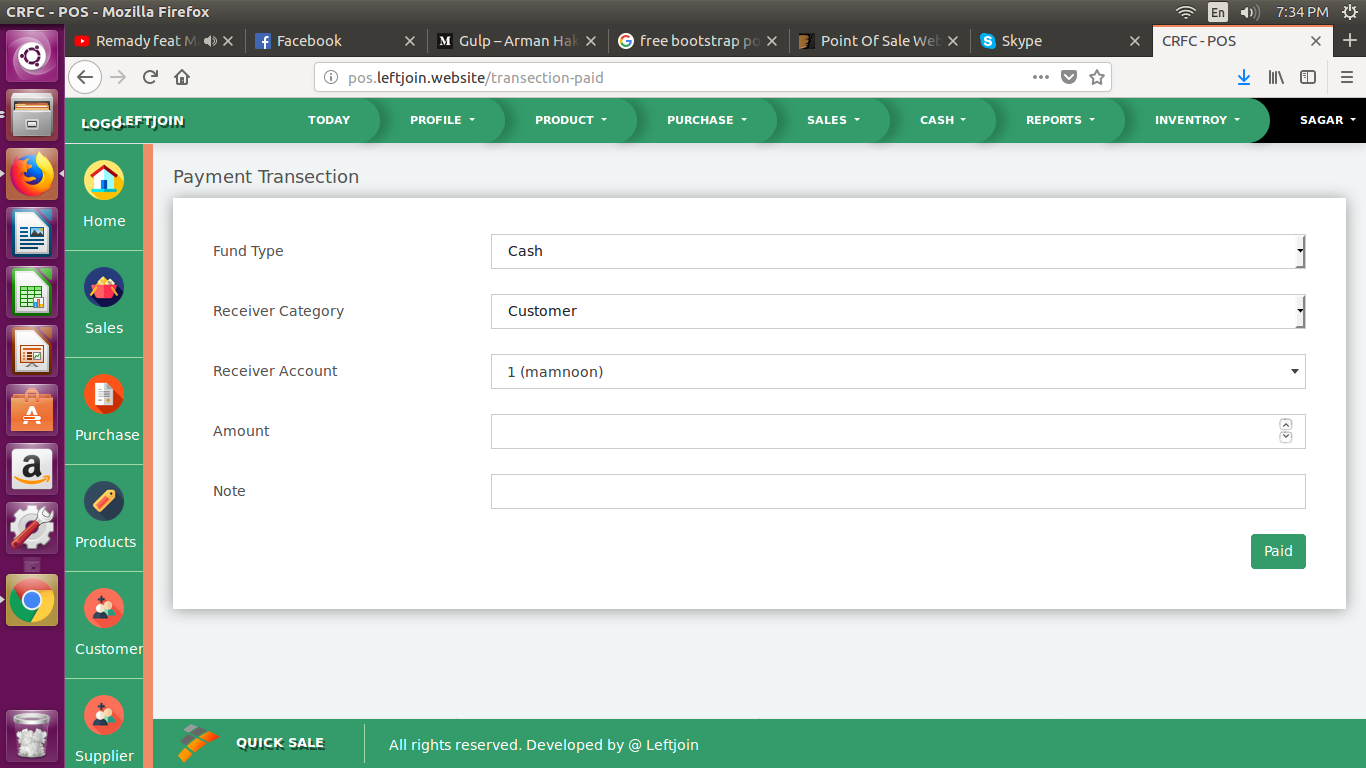 CRFC - POS - Mozilla Firefox
En
7:34 PM
Remady feat M
Facebook
Gulp – Arman Hak
free bootstrap po
Point Of Sale Web
Skype
CRFC - POS
pos.leftjoin.website/transection-paid
LOGO LEFTJOIN
TODAY
PROFILE
PRODUCT
PURCHASE
SALES
CASH
REPORTS
INVENTROY
SAGAR
Home
Sales
Purchase
Products
Customer
Supplier
Payment Transection
Fund Type
Cash
Receiver Category
Customer
Receiver Account
1 (mamnoon)
Amount
Note
Paid
QUICK SALE
All rights reserved. Developed by @ Leftjoin